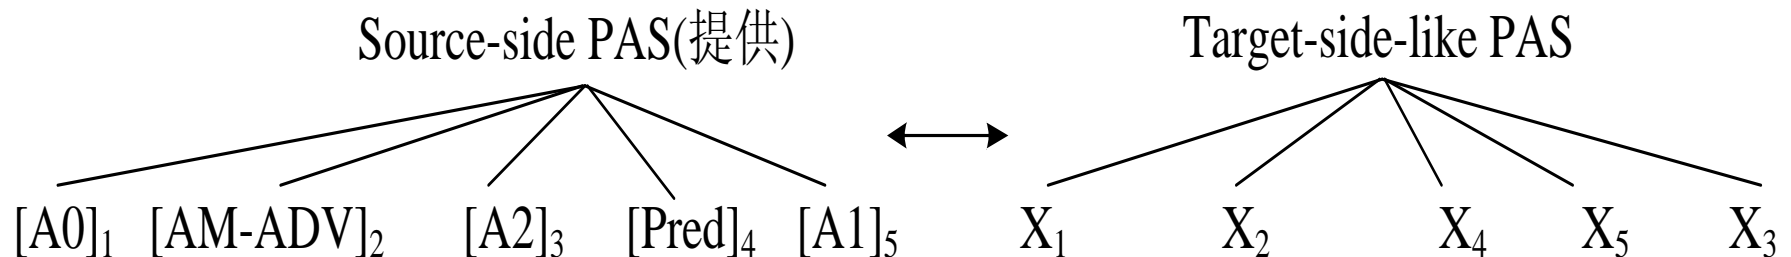 Source-side PAS(提供) Target-side-like PAS
[A0]1 [AM-ADV]2 [A2]3 [Pred]4 [A1]5 X1 X2 X4 X5 X3